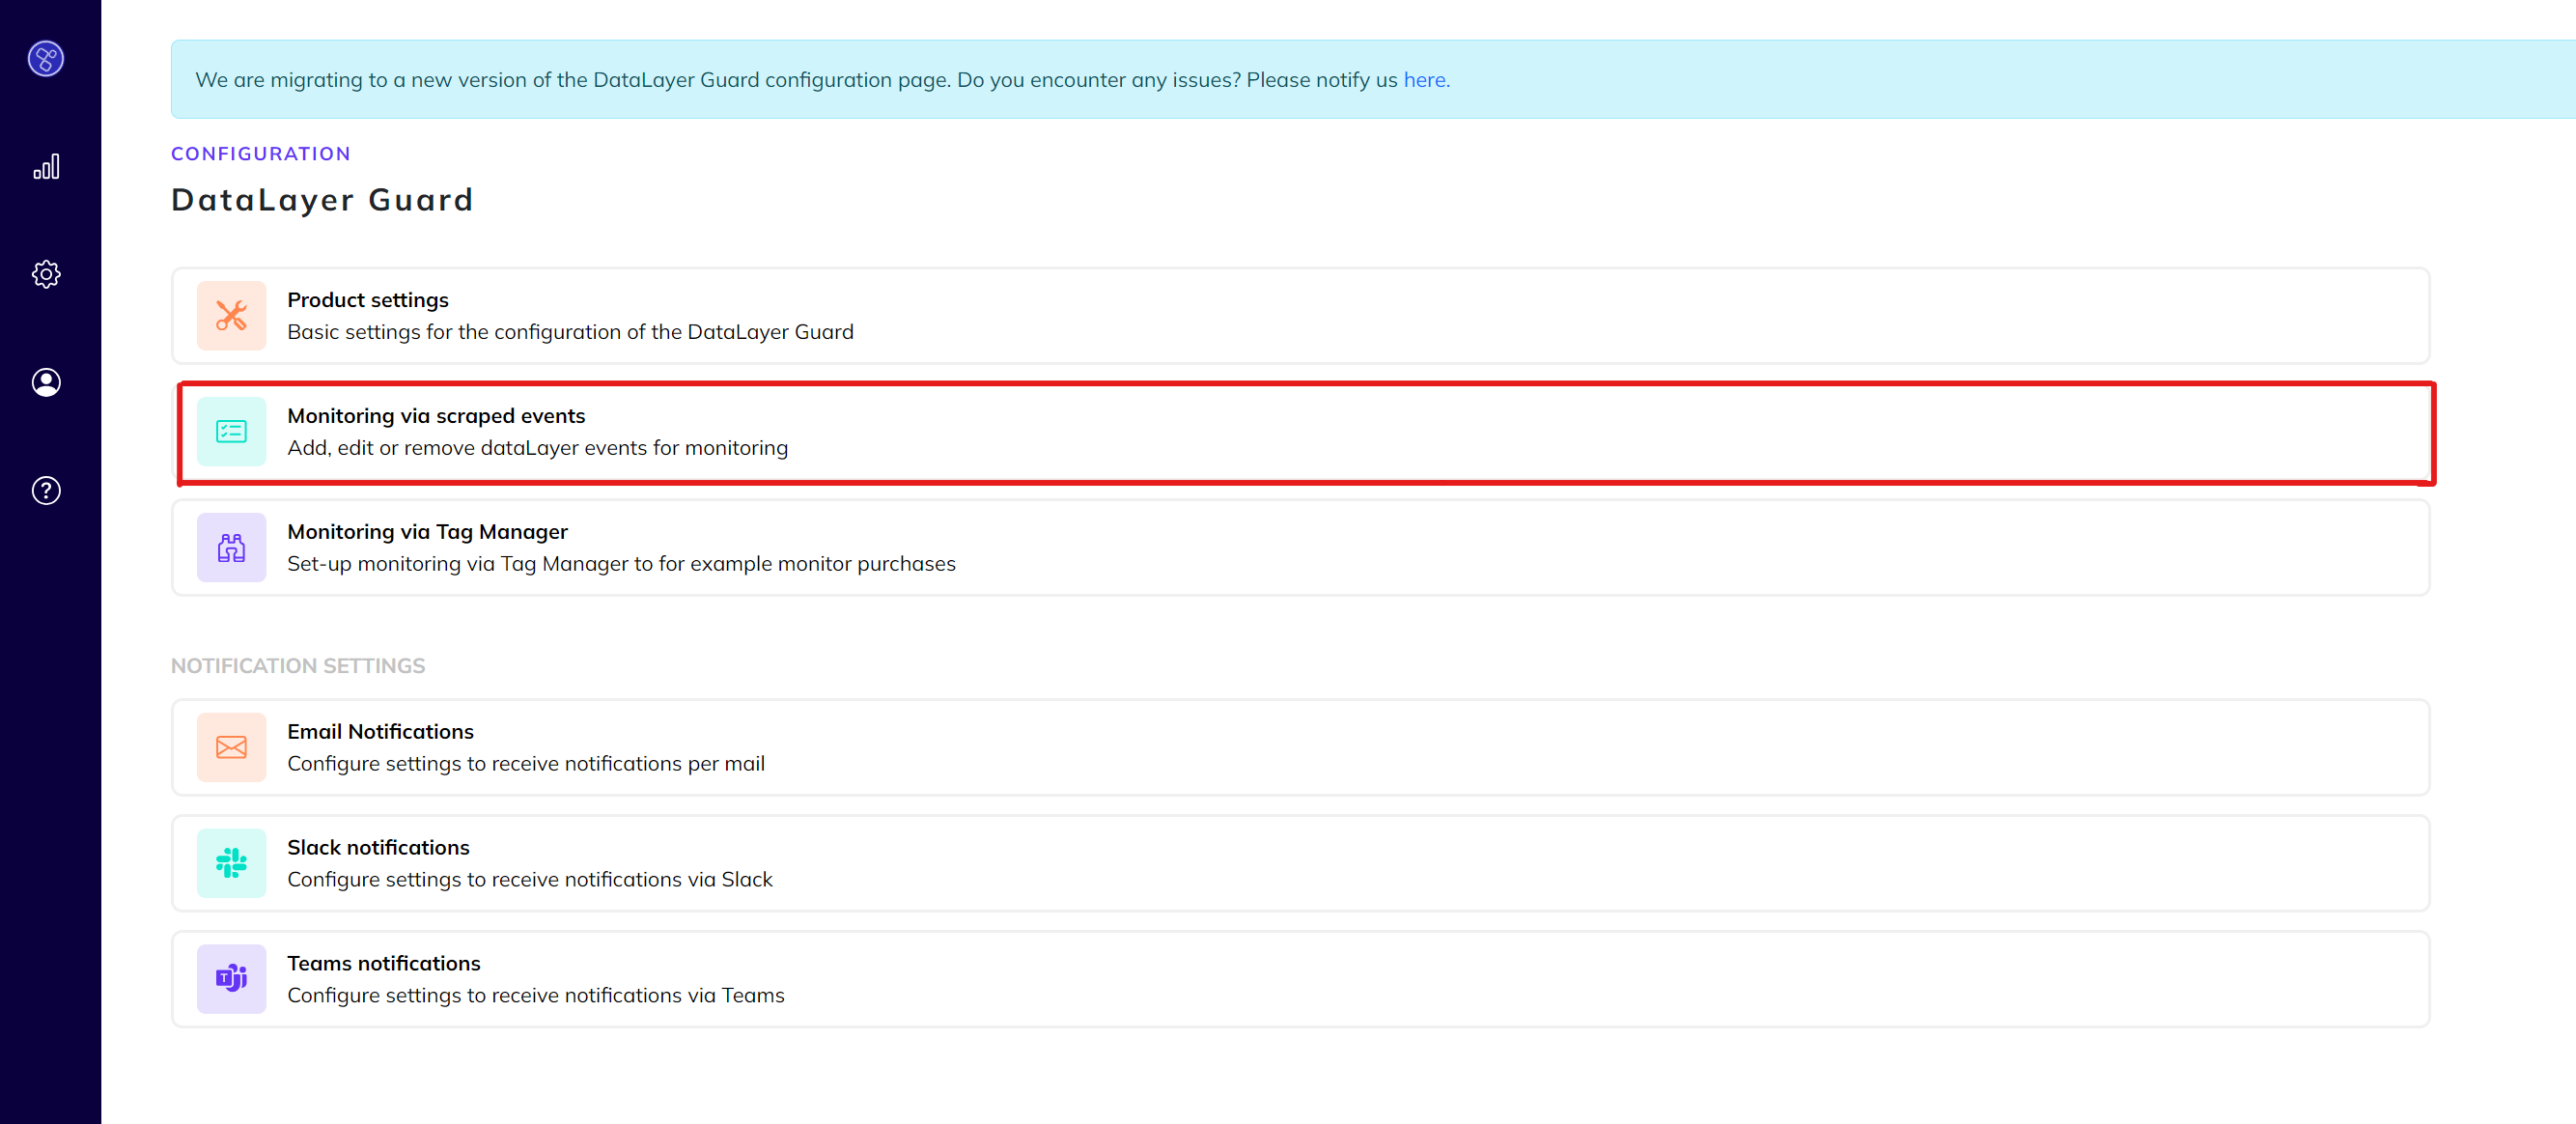 We are migrating to a new version of the DataLayer Guard configuration page. Do you encounter any issues? Please notify us here.
CONFIGURATION
DataLayer Guard
Product settings
Basic settings for the configuration of the DataLayer Guard
Monitoring via scraped events
Add, edit or remove dataLayer events for monitoring
Monitoring via Tag Manager
Set-up monitoring via Tag Manager to for example monitor purchases
NOTIFICATION SETTINGS
Email Notifications
Configure settings to receive notifications per mail
Slack notifications
Configure settings to receive notifications via Slack
Teams notifications
Configure settings to receive notifications via Teams